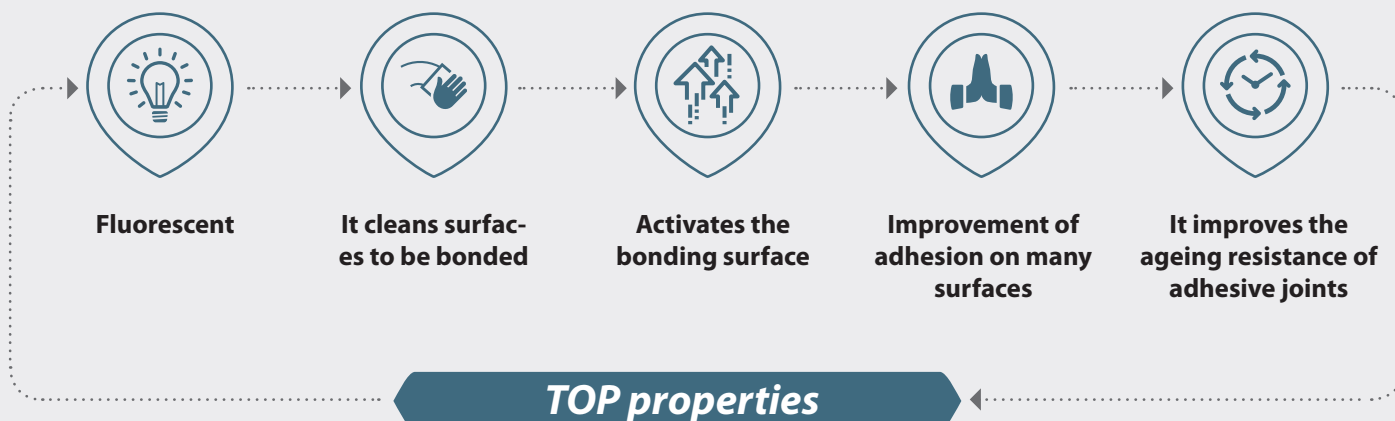 Fluorescent
It cleans surfac-
es to be bonded
Activates the
bonding surface
Improvement of
adhesion on many
surfaces
It improves the
ageing resistance of
adhesive joints
TOP properties